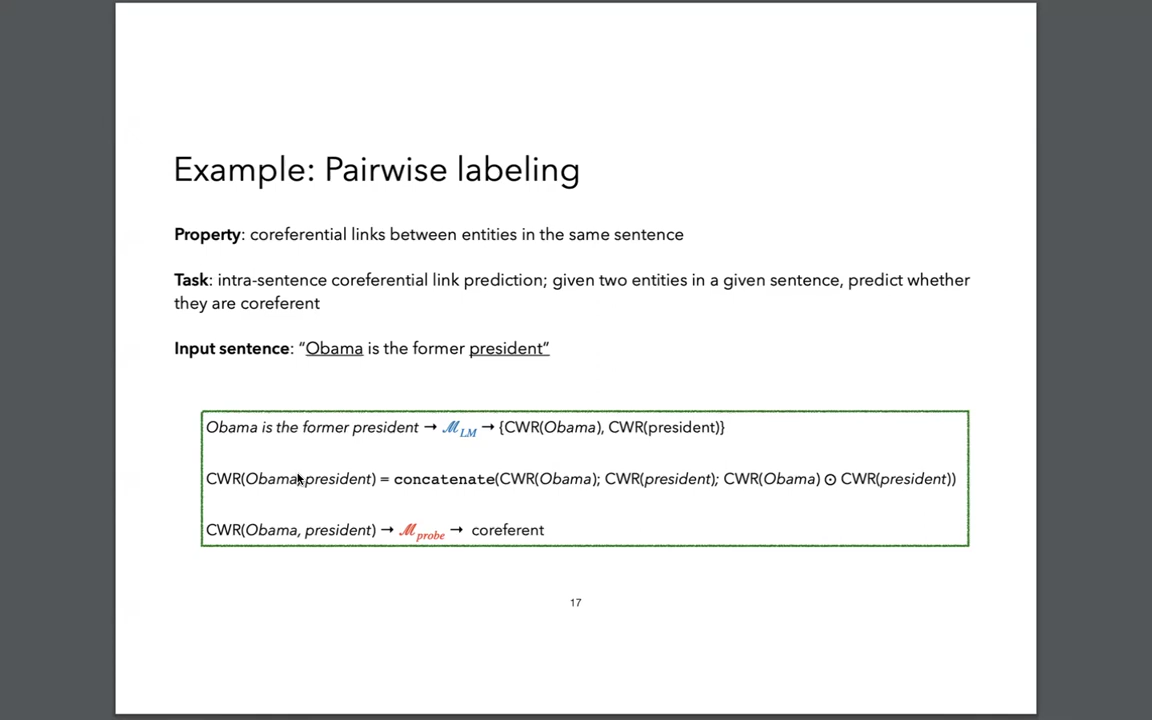 Example: Pairwise labeling
Property: coreferential links between entities in the same sentence
Task: intra-sentence coreferential link prediction; given two entities in a given sentence, predict whether
they are coreferent
Input sentence: “Obama is the former president”
Obama is the former president → ℳLM → {CWR(Obama), CWR(president)}
CWR(Obama, president) = concatenate(CWR(Obama); CWR(president); CWR(Obama) ⊙ CWR(president))
CWR(Obama, president) → ℳprobe → coreferent
17